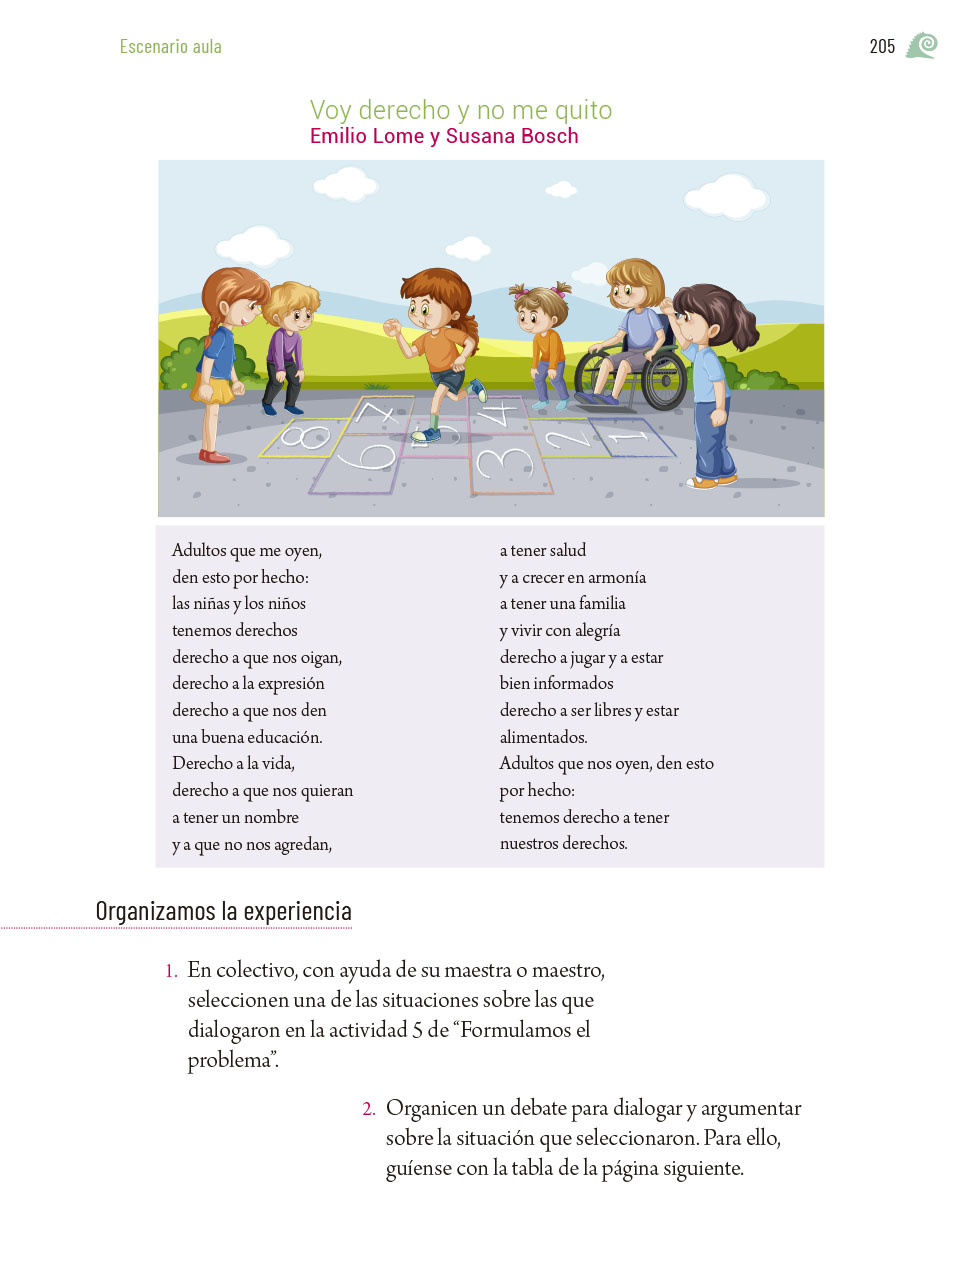 Escenario aula
205
Voy derecho y no me quito
Emilio Lome y Susana Bosch
8
7
6
5
4
3
2
1
Adultos que me oyen,
den esto por hecho:
las niñas y los niños
tenemos derechos
derecho a que nos oigan,
derecho a la expresión
derecho a que nos den
una buena educación.
Derecho a la vida,
derecho a que nos quieran
a tener un nombre
y a que no nos agredan,
a tener salud
y a crecer en armonía
a tener una familia
y vivir con alegría
derecho a jugar y a estar
bien informados
derecho a ser libres y estar
alimentados.
Adultos que nos oyen, den esto
por hecho:
tenemos derecho a tener
nuestros derechos.
Organizamos la experiencia
1. En colectivo, con ayuda de su maestra o maestro,
seleccionen una de las situaciones sobre las que
dialogaron en la actividad 5 de “Formulamos el
problema”.
2. Organicen un debate para dialogar y argumentar
sobre la situación que seleccionaron. Para ello,
guíense con la tabla de la página siguiente.